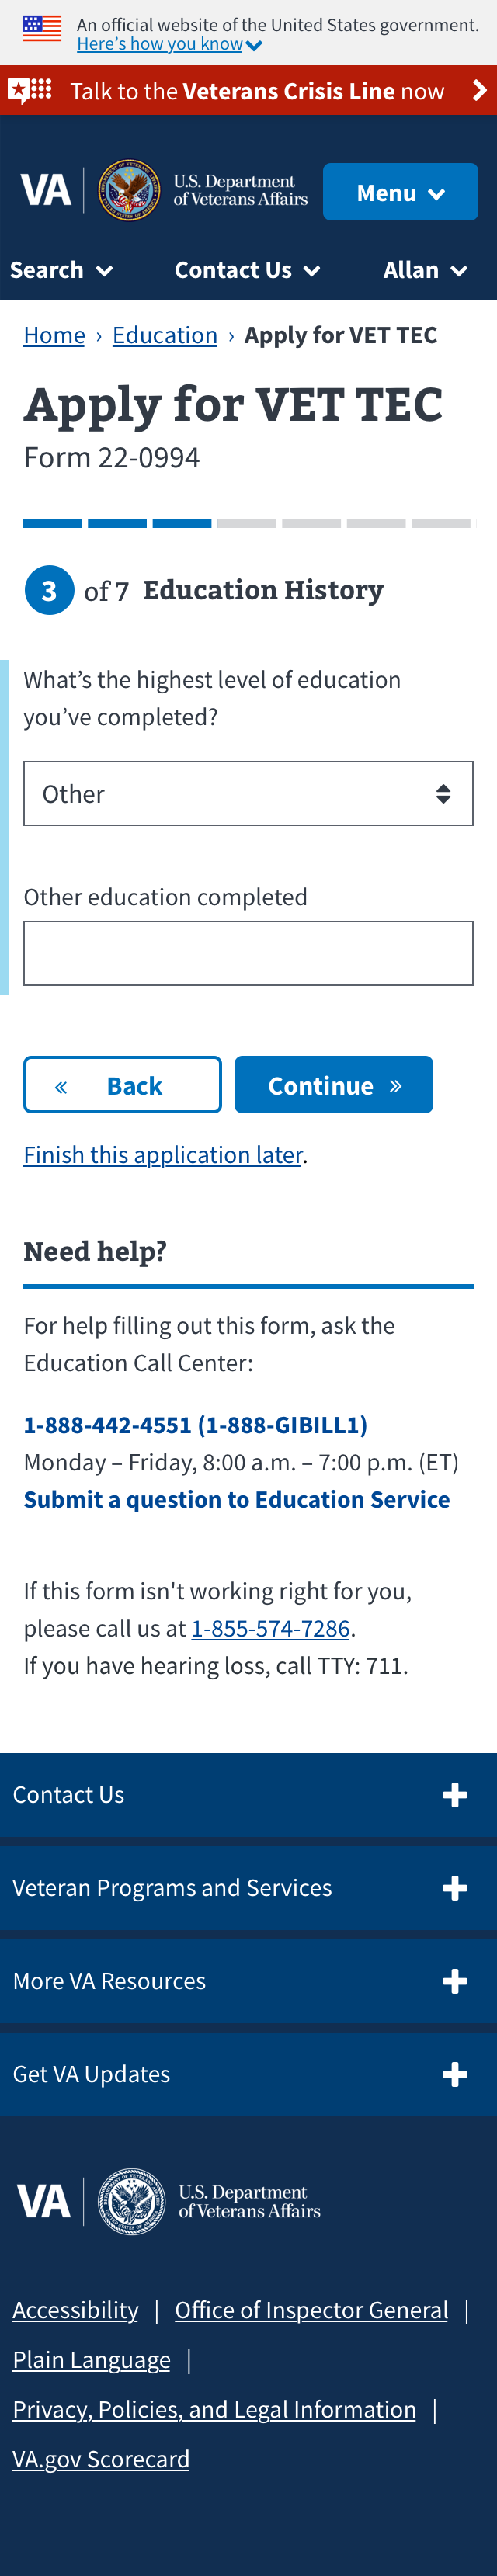 An official website of the United States government.
Here’s how you know
Talk to the Veterans Crisis Line now
VA
U.S. Department
of Veterans Affairs
Menu
Search
Contact Us
Allan
Home › Education › Apply for VET TEC
Apply for VET TEC
Form 22-0994
3 of 7 Education History
What’s the highest level of education
you’ve completed?
Other
Other education completed
« Back
Continue »
Finish this application later.
Need help?
For help filling out this form, ask the
Education Call Center:
1-888-442-4551 (1-888-GIBILL1)
Monday – Friday, 8:00 a.m. – 7:00 p.m. (ET)
Submit a question to Education Service
If this form isn't working right for you,
please call us at 1-855-574-7286.
If you have hearing loss, call TTY: 711.
Contact Us
Veteran Programs and Services
More VA Resources
Get VA Updates
VA
U.S. Department
of Veterans Affairs
Accessibility | Office of Inspector General |
Plain Language |
Privacy, Policies, and Legal Information |
VA.gov Scorecard